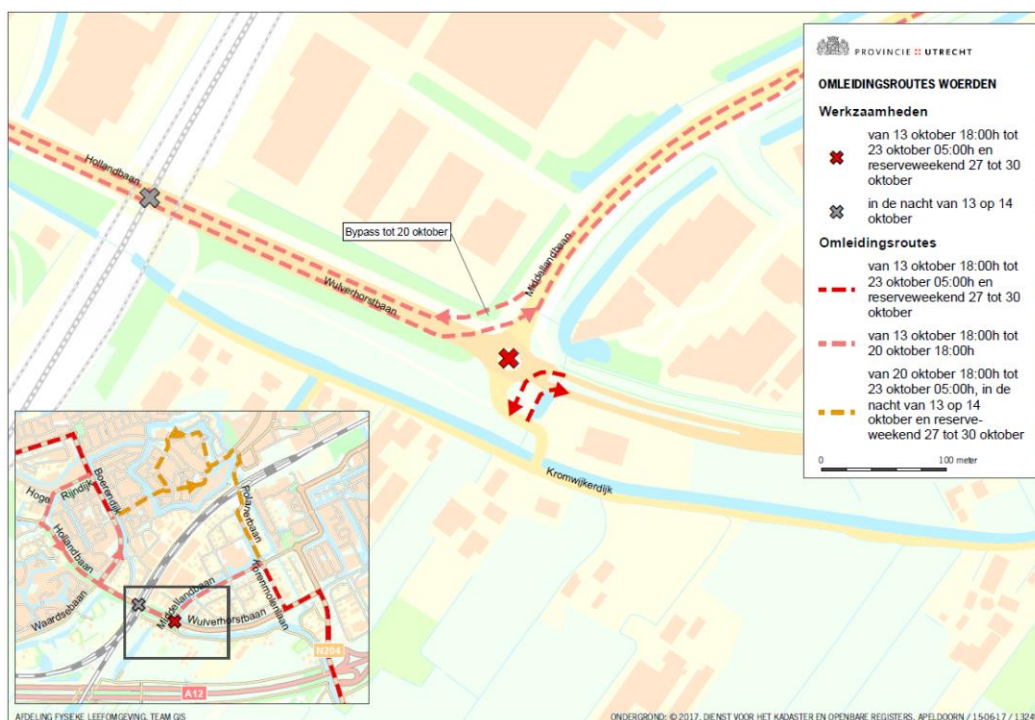 PROVINCIE UTRECHT
OMLEIDINGSROUTES WOERDEN
Werkzaamheden
van 13 oktober 18:00h tot
23 oktober 05:00h en
reserveweekend 27 tot 30
oktober
in de nacht van 13 op 14
oktober
Omleidingsroutes
van 13 oktober 18:00h tot
23 oktober 05:00h en
reserveweekend 27 tot 30
oktober
van 13 oktober 18:00h tot
20 oktober 18:00h
van 20 oktober 18:00h tot
23 oktober 05:00h, in de
nacht van 13 op 14
oktober en reserve-
weekend 27 tot 30 oktober
0 100 meter
Hollandbaan
Bypass tot 20 oktober
Middellandbaan
Wulverhorstbaan
Kromwijkerdijk
Boerendijk
Hoge
Rijndijk
Hollandbaan
Polanerbaan
Korenmolenlaan
Middellandbaan
Waardsebaan
Wulverhorstbaan
N204
A12
AFDELING FYSIEKE LEEFOMGEVING, TEAM GIS
ONDERGROND: © 2017, DIENST VOOR HET KADASTER EN OPENBARE REGISTERS, APELDOORN / 150617 /